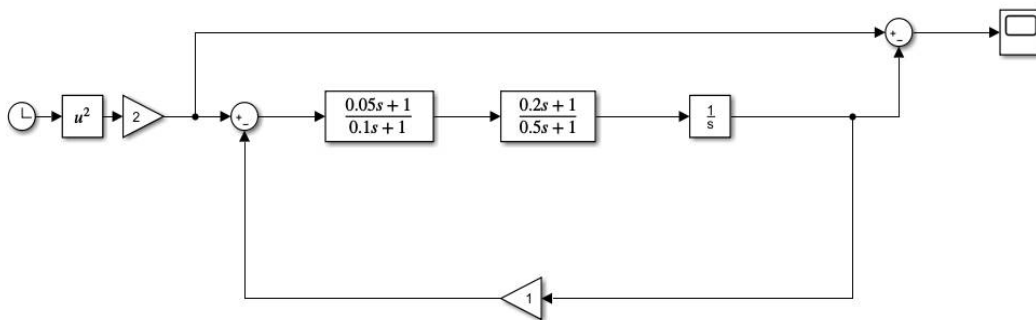 +
−
u²
2
+
−
0.05s + 1
0.1s + 1
0.2s + 1
0.5s + 1
1
s
1